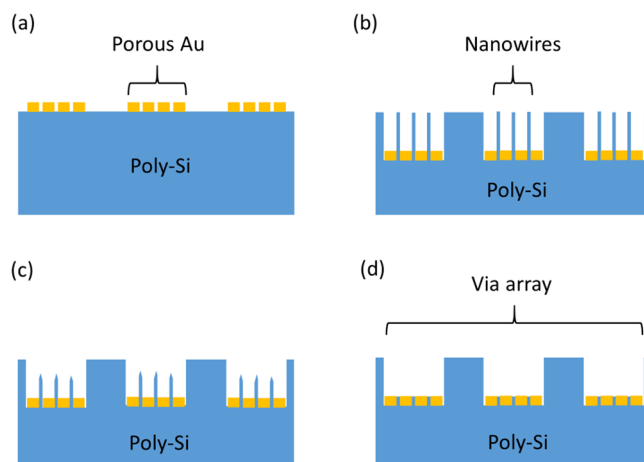 (a)
Porous Au
Poly-Si
(b)
Nanowires
Poly-Si
(c)
Poly-Si
(d)
Via array
Poly-Si